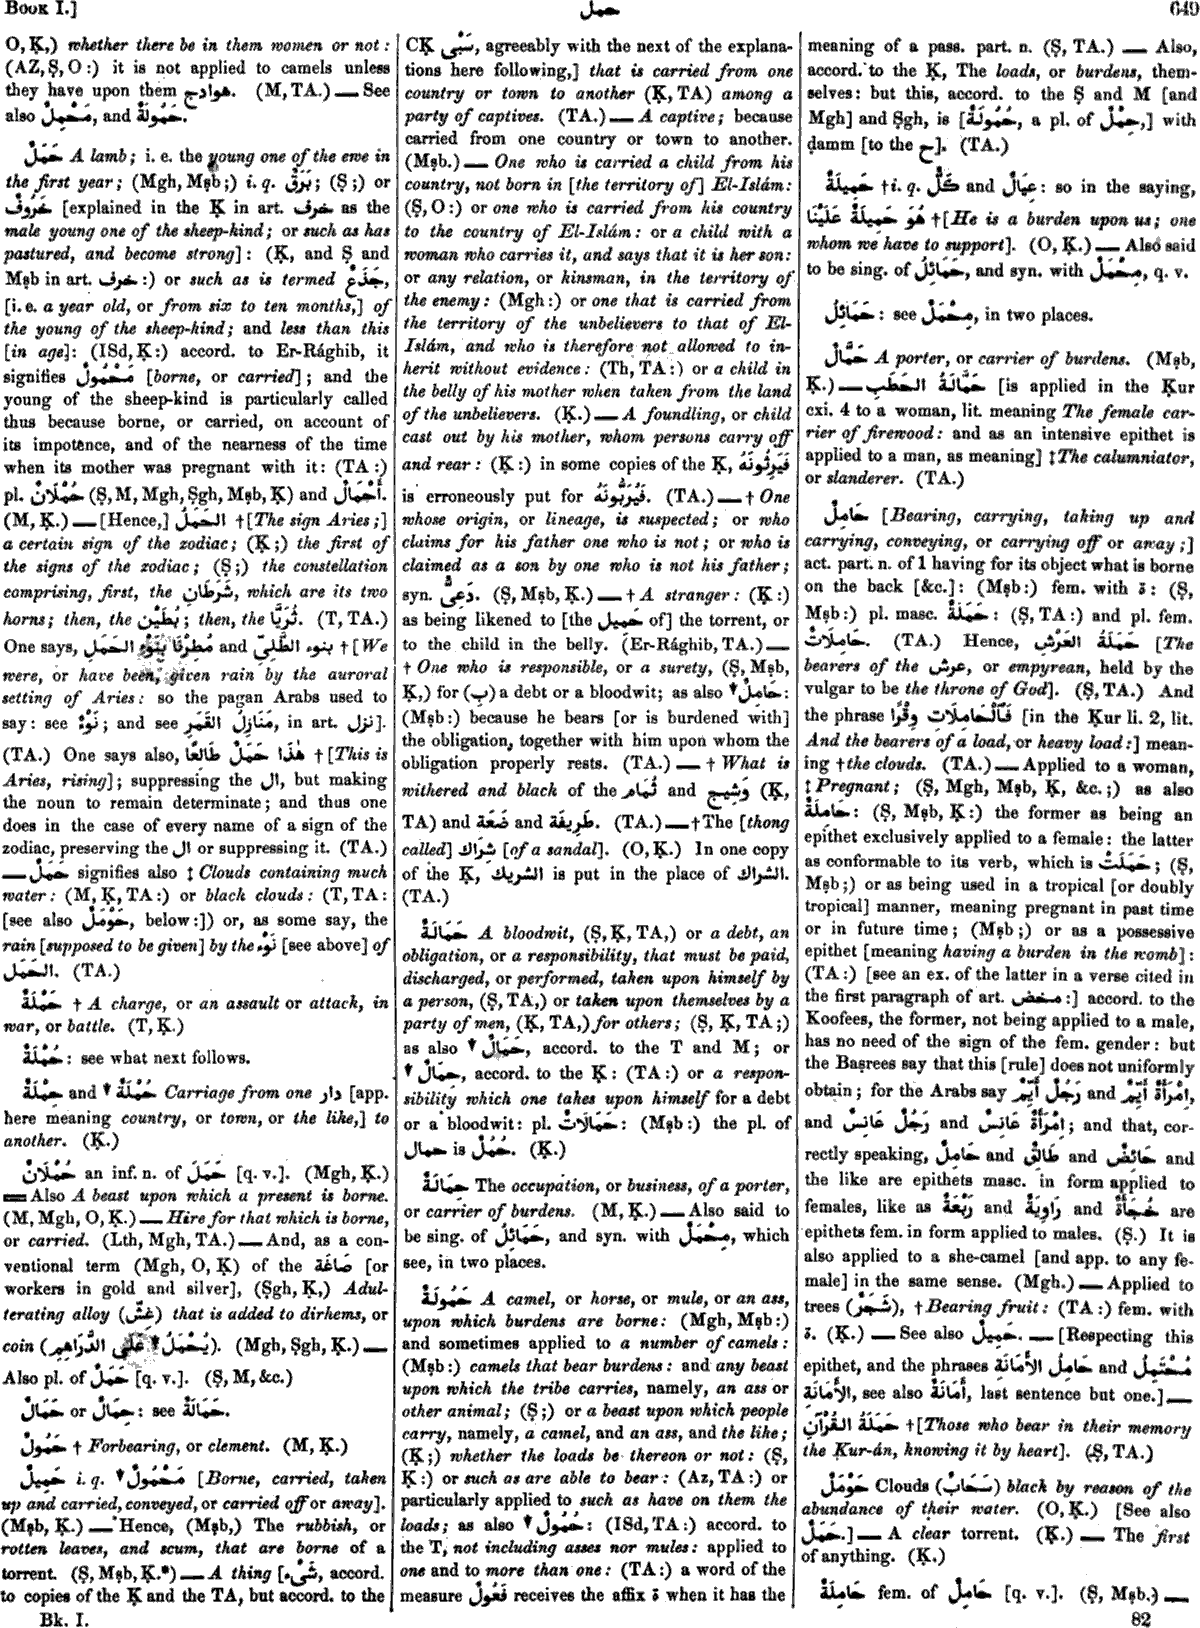 Book I.]
حمل
649
O, Ḳ,) whether there be in them women or not:
(AZ, Ṣ, O:) it is not applied to camels unless
they have upon them هوادج. (M, TA.) — See
also مَحْمِلٌ, and حَمُولَةٌ.
حَمَلٌ A lamb; i. e. the young one of the ewe in
the first year; (Mgh, Mṣb;) i. q. بَرَقٌ; (Ṣ;) or
خَرُوفٌ [explained in the Ḳ in art. خرف as the
male young one of the sheep-kind; or such as has
pastured, and become strong]: (Ḳ, and Ṣ and
Mṣb in art. خرف:) or such as is termed جَذَعٌ,
[i. e. a year old, or from six to ten months,] of
the young of the sheep-kind; and less than this
[in age]: (ISd, Ḳ:) accord. to Er-Rághib, it
signifies مَحْمُولٌ [borne, or carried]; and the
young of the sheep-kind is particularly called
thus because borne, or carried, on account of
its impotence, and of the nearness of the time
when its mother was pregnant with it: (TA:)
pl. حُمْلَانٌ (Ṣ, M, Mgh, Ṣgh, Mṣb, Ḳ) and أَحْمَالٌ.
(M, Ḳ.) — [Hence,] الحَمَلُ † [The sign Aries;]
a certain sign of the zodiac; (Ḳ;) the first of
the signs of the zodiac; (Ṣ;) the constellation
comprising, first, the شَرَطَانِ, which are its two
horns; then, the بُطَيْن; then, the ثُرَيَّا. (T, TA.)
One says, مُطِرْنَا بِنَوْءِ الحَمَلِ and بنوء الطَّلِىِّ † [We
were, or have been, given rain by the auroral
setting of Aries: so the pagan Arabs used to
say: see نَوْءٌ; and see مَنَازِلُ القَمَرِ, in art. نزل].
(TA.) One says also, هٰذَا حَمَلٌ طَالِعًا † [This is
Aries, rising]; suppressing the ال, but making
the noun to remain determinate; and thus one
does in the case of every name of a sign of the
zodiac, preserving the ال or suppressing it. (TA.)
— حَمَلٌ signifies also ‡ Clouds containing much
water: (M, Ḳ, TA:) or black clouds: (T, TA:
[see also حَوْمَلٌ, below:]) or, as some say, the
rain [supposed to be given] by the نَوْء [see above] of
الحَمَل. (TA.)
حَمْلَةٌ † A charge, or an assault or attack, in
war, or battle. (T, Ḳ.)
حُمْلَةٌ: see what next follows.
حِمْلَةٌ and ▼ حُمْلَةٌ Carriage from one دار [app.
here meaning country, or town, or the like,] to
another. (Ḳ.)
حُمْلَانٌ an inf. n. of حَمَلَ [q. v.]. (Mgh, Ḳ.)
═ Also A beast upon which a present is borne.
(M, Mgh, O, Ḳ.) — Hire for that which is borne,
or carried. (Lth, Mgh, TA.) — And, as a con-
ventional term (Mgh, O, Ḳ) of the صَاغَة [or
workers in gold and silver], (Ṣgh, Ḳ,) Adul-
terating alloy (غِشّ) that is added to dirhems, or
coin (يُحْمَلُ ▼ عَلَى الدَّرَاهِمِ). (Mgh, Ṣgh, Ḳ.) —
Also pl. of حَمَلٌ [q. v.]. (Ṣ, M, &c.)
حَمَالٌ or حِمَالٌ: see حَمَالَةٌ.
حَمُولٌ † Forbearing, or clement. (M, Ḳ.)
حَمِيلٌ i. q. ▼ مَحْمُولٌ [Borne, carried, taken
up and carried, conveyed, or carried off or away].
(Mṣb, Ḳ.) — Hence, (Mṣb,) The rubbish, or
rotten leaves, and scum, that are borne of a
torrent. (Ṣ, Mṣb, Ḳ.*) — A thing [شَىْء, accord.
to copies of the Ḳ and the TA, but accord. to the
Bk. I.
CḲ سَبْى, agreeably with the next of the explana-
tions here following,] that is carried from one
country or town to another (Ḳ, TA) among a
party of captives. (TA.) — A captive; because
carried from one country or town to another.
(Mṣb.) — One who is carried a child from his
country, not born in [the territory of] El-Islám:
(Ṣ, O:) or one who is carried from his country
to the country of El-Islám: or a child with a
woman who carries it, and says that it is her son:
or any relation, or kinsman, in the territory of
the enemy: (Mgh:) or one that is carried from
the territory of the unbelievers to that of El-
Islám, and who is therefore not allowed to in-
herit without evidence: (Th, TA:) or a child in
the belly of his mother when taken from the land
of the unbelievers. (Ḳ.) — A foundling, or child
cast out by his mother, whom persons carry off
and rear: (Ḳ:) in some copies of the Ḳ, فَيَرِثُونَهُ
is erroneously put for فَيُرَبُّونَهُ. (TA.) — † One
whose origin, or lineage, is suspected; or who
claims for his father one who is not; or who is
claimed as a son by one who is not his father;
syn. دَعِىٌّ. (Ṣ, Mṣb, Ḳ.) — † A stranger: (Ḳ:)
as being likened to [the حَمِيل of] the torrent, or
to the child in the belly. (Er-Rághib, TA.) —
† One who is responsible, or a surety, (Ṣ, Mṣb,
Ḳ,) for (بِ) a debt or a bloodwit; as also ▼ حَامِلٌ:
(Mṣb:) because he bears [or is burdened with]
the obligation, together with him upon whom the
obligation properly rests. (TA.) — † What is
withered and black of the ثُمَام and وَشِيج (Ḳ,
TA) and ضَعَة and طَرِيفَة. (TA.) — † The [thong
called] شِرَاك [of a sandal]. (O, Ḳ.) In one copy
of the Ḳ, الشريك is put in the place of الشراك.
(TA.)
حَمَالَةٌ A bloodwit, (Ṣ, Ḳ, TA,) or a debt, an
obligation, or a responsibility, that must be paid,
discharged, or performed, taken upon himself by
a person, (Ṣ, TA,) or taken upon themselves by a
party of men, (Ḳ, TA,) for others; (Ṣ, Ḳ, TA;)
as also ▼ حَمَالٌ, accord. to the T and M; or
▼ حِمَالٌ, accord. to the Ḳ: (TA:) or a respon-
sibility which one takes upon himself for a debt
or a bloodwit: pl. حَمَالَاتٌ: (Mṣb:) the pl. of
حمال is حُمُلٌ. (Ḳ.)
حِمَالَةٌ The occupation, or business, of a porter,
or carrier of burdens. (M, Ḳ.) — Also said to
be sing. of حَمَائِلُ, and syn. with مِحْمَلٌ, which
see, in two places.
حَمُولَةٌ A camel, or horse, or mule, or an ass,
upon which burdens are borne: (Mgh, Mṣb:)
and sometimes applied to a number of camels:
(Mṣb:) camels that bear burdens: and any beast
upon which the tribe carries, namely, an ass or
other animal; (Ṣ;) or a beast upon which people
carry, namely, a camel, and an ass, and the like;
(Ḳ;) whether the loads be thereon or not: (Ṣ,
Ḳ:) or such as are able to bear: (Az, TA:) or
particularly applied to such as have on them the
loads; as also ▼ حُمُولٌ: (ISd, TA:) accord. to
the T, not including asses nor mules: applied to
one and to more than one: (TA:) a word of the
measure فَعُولٌ receives the affix ة when it has the
meaning of a pass. part. n. (Ṣ, TA.) — Also,
accord. to the Ḳ, The loads, or burdens, them-
selves: but this, accord. to the Ṣ and M [and
Mgh] and Ṣgh, is [حُمُولَةٌ, a pl. of حِمْلٌ,] with
ḍamm [to the ح]. (TA.)
حَمِيلَةٌ † i. q. كَلٌّ and عِيَالٌ: so in the saying,
هُوَ حَمِيلَةٌ عَلَيْنَا † [He is a burden upon us; one
whom we have to support]. (O, Ḳ.) — Also said
to be sing. of حَمَائِلُ, and syn. with مِحْمَلٌ, q. v.
حَمَائِلُ: see مِحْمَلٌ, in two places.
حَمَّالٌ A porter, or carrier of burdens. (Mṣb,
Ḳ.) — حَمَّالَةُ الحَطَبِ [is applied in the Ḳur
cxi. 4 to a woman, lit. meaning The female car-
rier of firewood: and as an intensive epithet is
applied to a man, as meaning] ‡ The calumniator,
or slanderer. (TA.)
حَامِلٌ [Bearing, carrying, taking up and
carrying, conveying, or carrying off or away;]
act. part. n. of 1 having for its object what is borne
on the back [&c.]: (Mṣb:) fem. with ة: (Ṣ,
Mṣb:) pl. masc. حَمَلَةٌ: (Ṣ, TA:) and pl. fem.
حَامِلَاتٌ. (TA.) Hence, حَمَلَةُ العَرْشِ [The
bearers of the عرش, or empyrean, held by the
vulgar to be the throne of God]. (Ṣ, TA.) And
the phrase فَٱلْحَامِلَاتِ وِقْرًا [in the Ḳur li. 2, lit.
And the bearers of a load, or heavy load:] mean-
ing † the clouds. (TA.) — Applied to a woman,
‡ Pregnant; (Ṣ, Mgh, Mṣb, Ḳ, &c.;) as also
حَامِلَةٌ: (Ṣ, Mṣb, Ḳ:) the former as being an
epithet exclusively applied to a female: the latter
as conformable to its verb, which is حَمَلَتْ; (Ṣ,
Mṣb;) or as being used in a tropical [or doubly
tropical] manner, meaning pregnant in past time
or in future time; (Mṣb;) or as a possessive
epithet [meaning having a burden in the womb]:
(TA:) [see an ex. of the latter in a verse cited in
the first paragraph of art. مخض:] accord. to the
Koofees, the former, not being applied to a male,
has no need of the sign of the fem. gender: but
the Baṣrees say that this [rule] does not uniformly
obtain; for the Arabs say رَجُلٌ أَيِّمٌ and اِمْرَأَةٌ أَيِّمٌ,
and رَجُلٌ عَانِسٌ and اِمْرَأَةٌ عَانِسٌ; and that, cor-
rectly speaking, حَامِلٌ and طَالِقٌ and حَائِضٌ and
the like are epithets masc. in form applied to
females, like as رَبْعَةٌ and رَاوِيَةٌ and خُجَأَةٌ are
epithets fem. in form applied to males. (Ṣ.) It is
also applied to a she-camel [and app. to any fe-
male] in the same sense. (Mgh.) — Applied to
trees (شَجَرٌ), † Bearing fruit: (TA:) fem. with
ة. (Ḳ.) — See also حَمِيلٌ. — [Respecting this
epithet, and the phrases حَامِلُ الأَمَانَةِ and مُحْتَمِلُ
الأَمَانَةِ, see also أَمَانَةٌ, last sentence but one.] —
حَمَلَةُ القُرْآنِ † [Those who bear in their memory
the Ḳur-án, knowing it by heart]. (Ṣ, TA.)
حَوْمَلٌ Clouds (سَحَابٌ) black by reason of the
abundance of their water. (O, Ḳ.) [See also
حَمَلٌ.] — A clear torrent. (Ḳ.) — The first
of anything. (Ḳ.)
حَامِلَةٌ fem. of حَامِلٌ [q. v.]. (Ṣ, Mṣb.) —
82